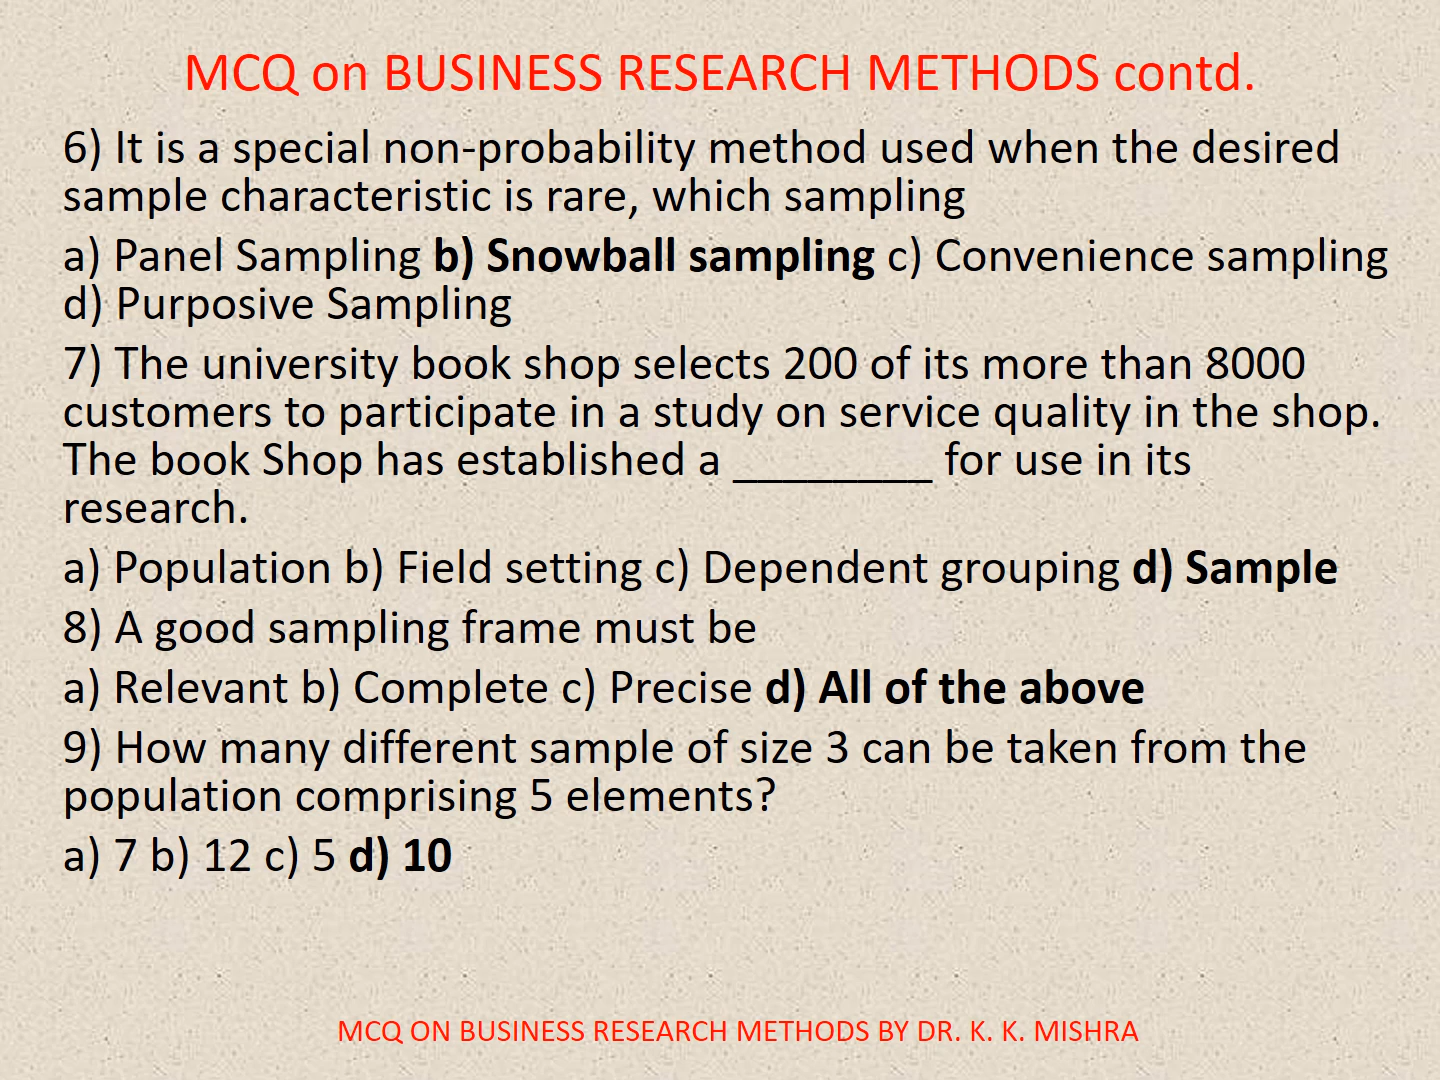 MCQ on BUSINESS RESEARCH METHODS contd.
6) It is a special non-probability method used when the desired
sample characteristic is rare, which sampling
a) Panel Sampling b) Snowball sampling c) Convenience sampling
d) Purposive Sampling
7) The university book shop selects 200 of its more than 8000
customers to participate in a study on service quality in the shop.
The book Shop has established a ________ for use in its
research.
a) Population b) Field setting c) Dependent grouping d) Sample
8) A good sampling frame must be
a) Relevant b) Complete c) Precise d) All of the above
9) How many different sample of size 3 can be taken from the
population comprising 5 elements?
a) 7 b) 12 c) 5 d) 10
MCQ ON BUSINESS RESEARCH METHODS BY DR. K. K. MISHRA